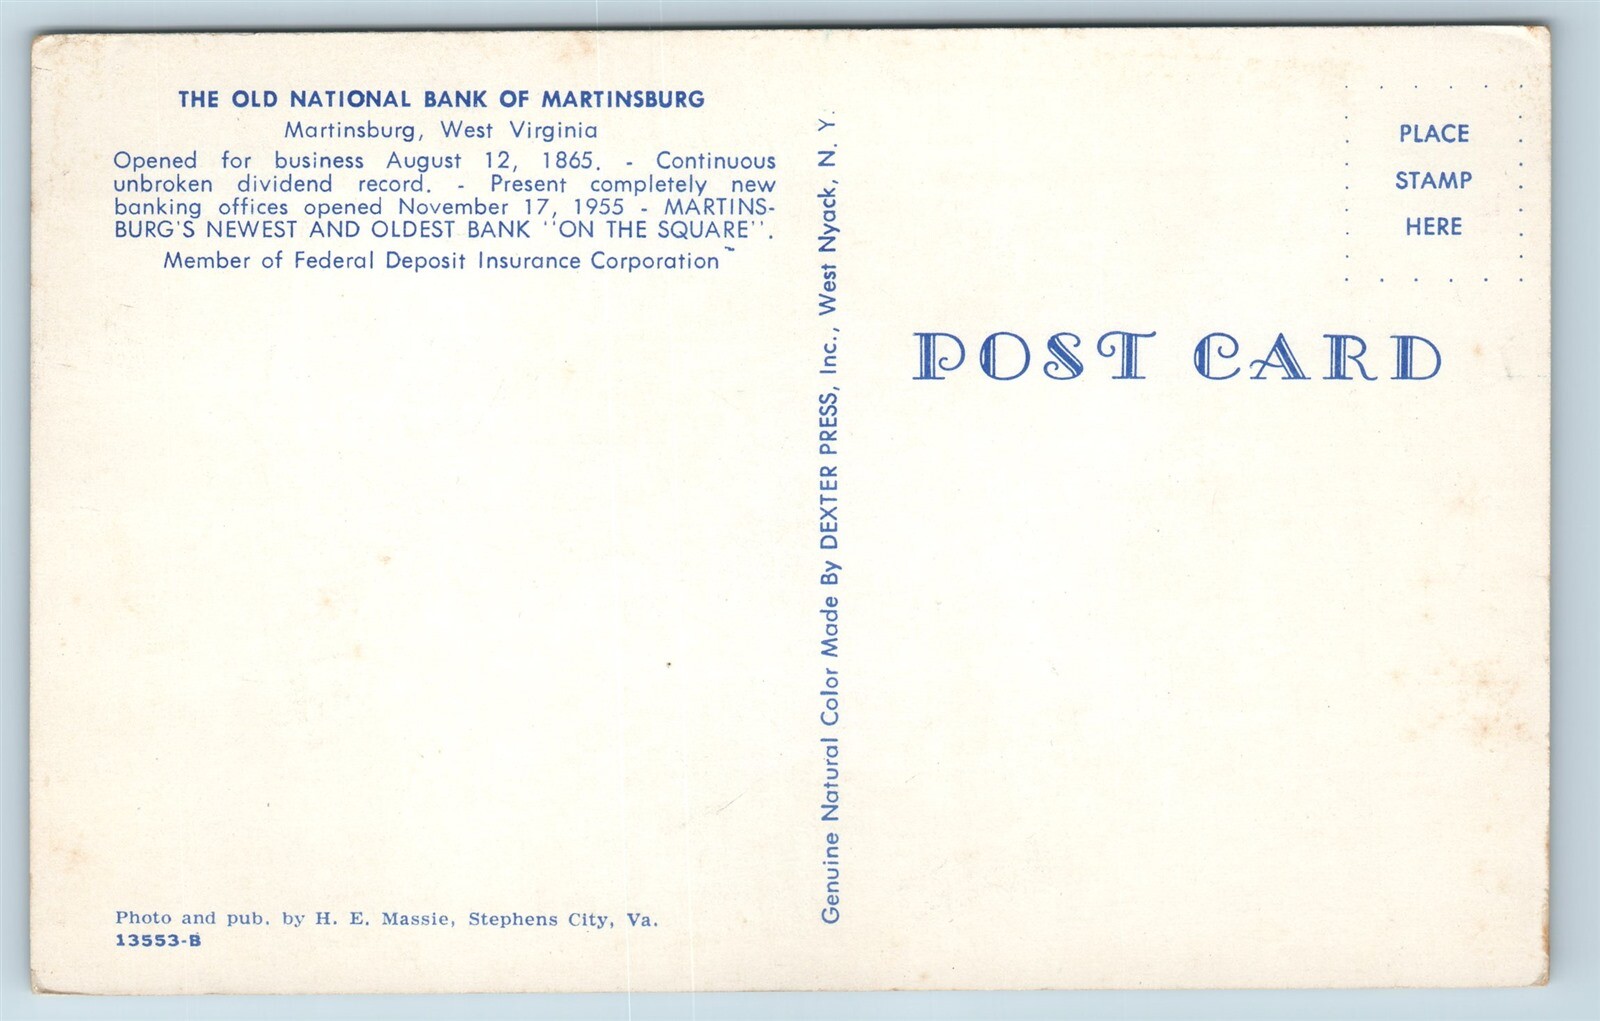 THE OLD NATIONAL BANK OF MARTINSBURG
Martinsburg, West Virginia
Opened for business August 12, 1865. - Continuous
unbroken dividend record. - Present completely new
banking offices opened November 17, 1955 - MARTINS-
BURG'S NEWEST AND OLDEST BANK "ON THE SQUARE".
Member of Federal Deposit Insurance Corporation
Photo and pub. by H. E. Massie, Stephens City, Va.
13553-B
Genuine Natural Color Made By DEXTER PRESS, Inc., West Nyack, N. Y.
PLACE
STAMP
HERE
POST CARD